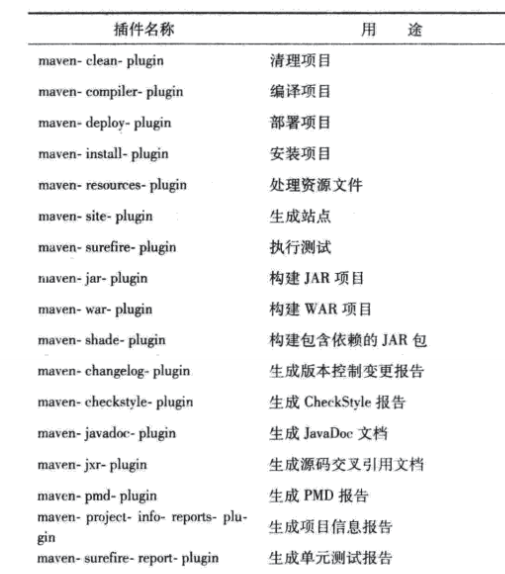 插件名称 用 途
maven- clean- plugin 清理项目
maven- compiler- plugin 编译项目
maven- deploy- plugin 部署项目
maven- install- plugin 安装项目
maven- resources- plugin 处理资源文件
maven- site- plugin 生成站点
maven- surefire- plugin 执行测试
maven- jar- plugin 构建 JAR 项目
maven- war- plugin 构建 WAR 项目
maven- shade- plugin 构建包含依赖的 JAR 包
maven- changelog- plugin 生成版本控制变更报告
maven- checkstyle- plugin 生成 CheckStyle 报告
maven- javadoc- plugin 生成 JavaDoc 文档
maven- jxr- plugin 生成源码交叉引用文档
maven- pmd- plugin 生成 PMD 报告
maven- project- info- reports- plu-
gin 生成项目信息报告
maven- surefire- report- plugin 生成单元测试报告